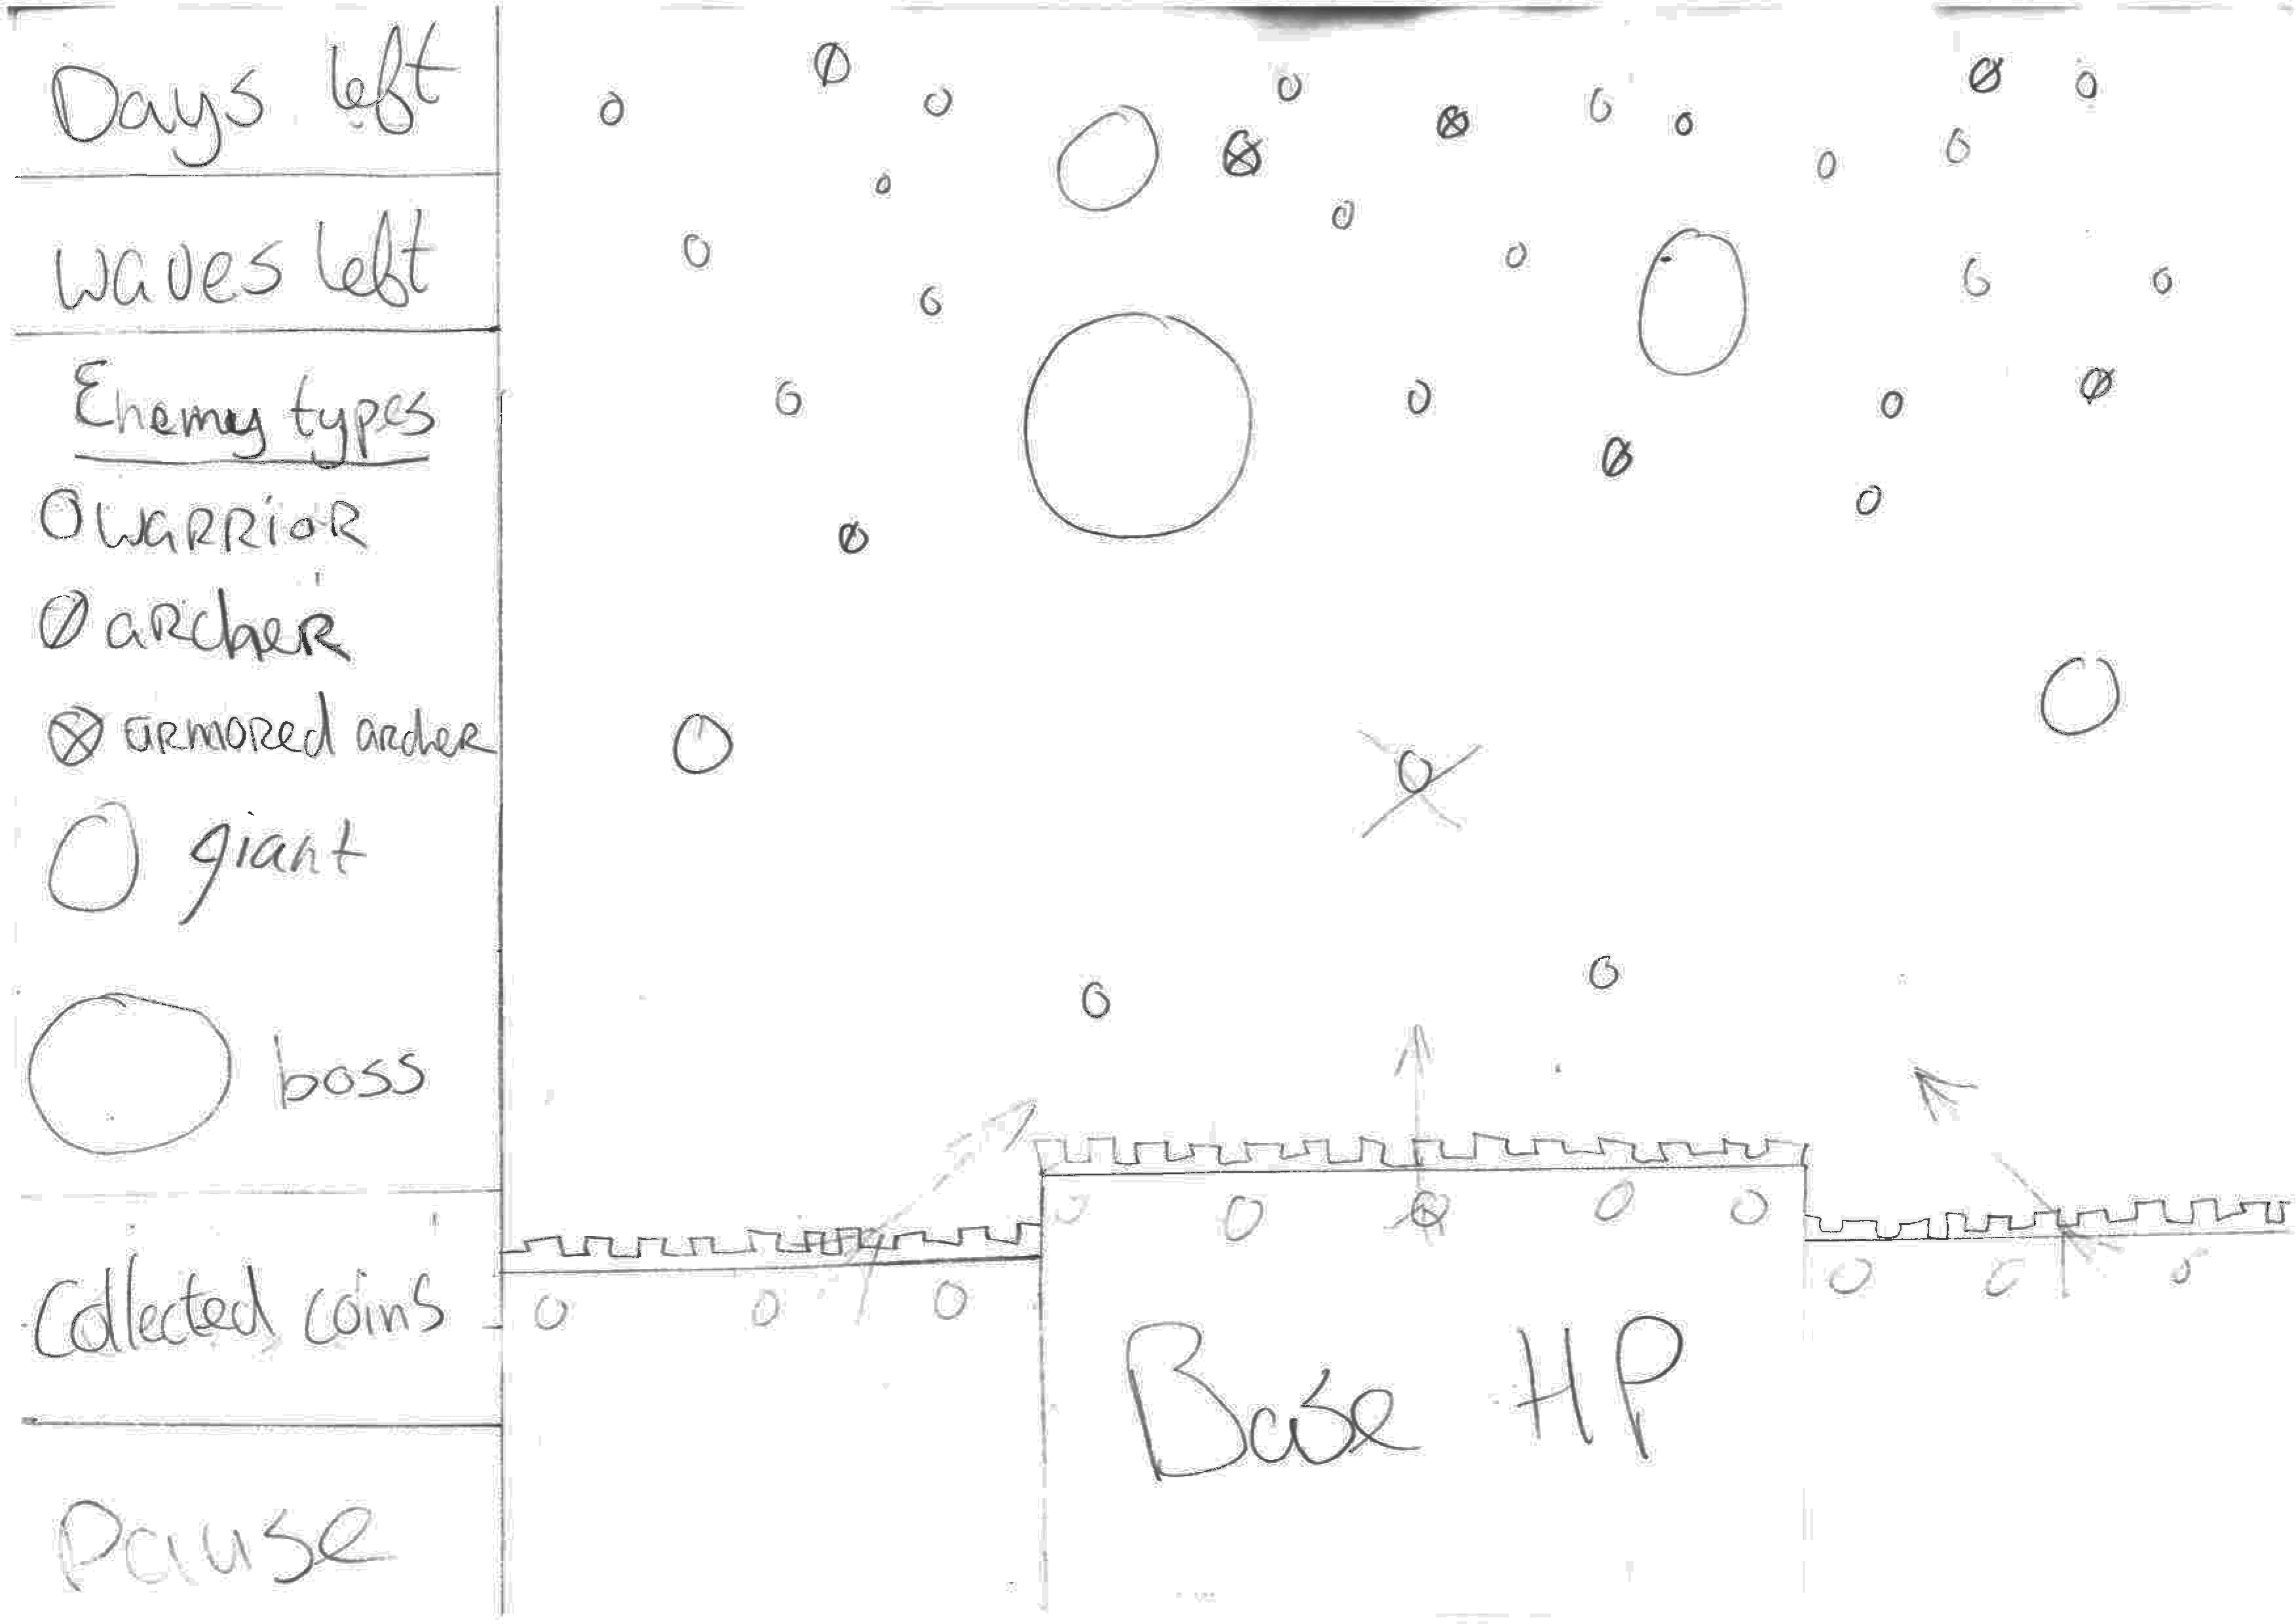 Days left
waves left
Enemy types
WARRioR
aRcheR
aRmoRed archeR
giant
boss
Collected coins
Pause
Base HP